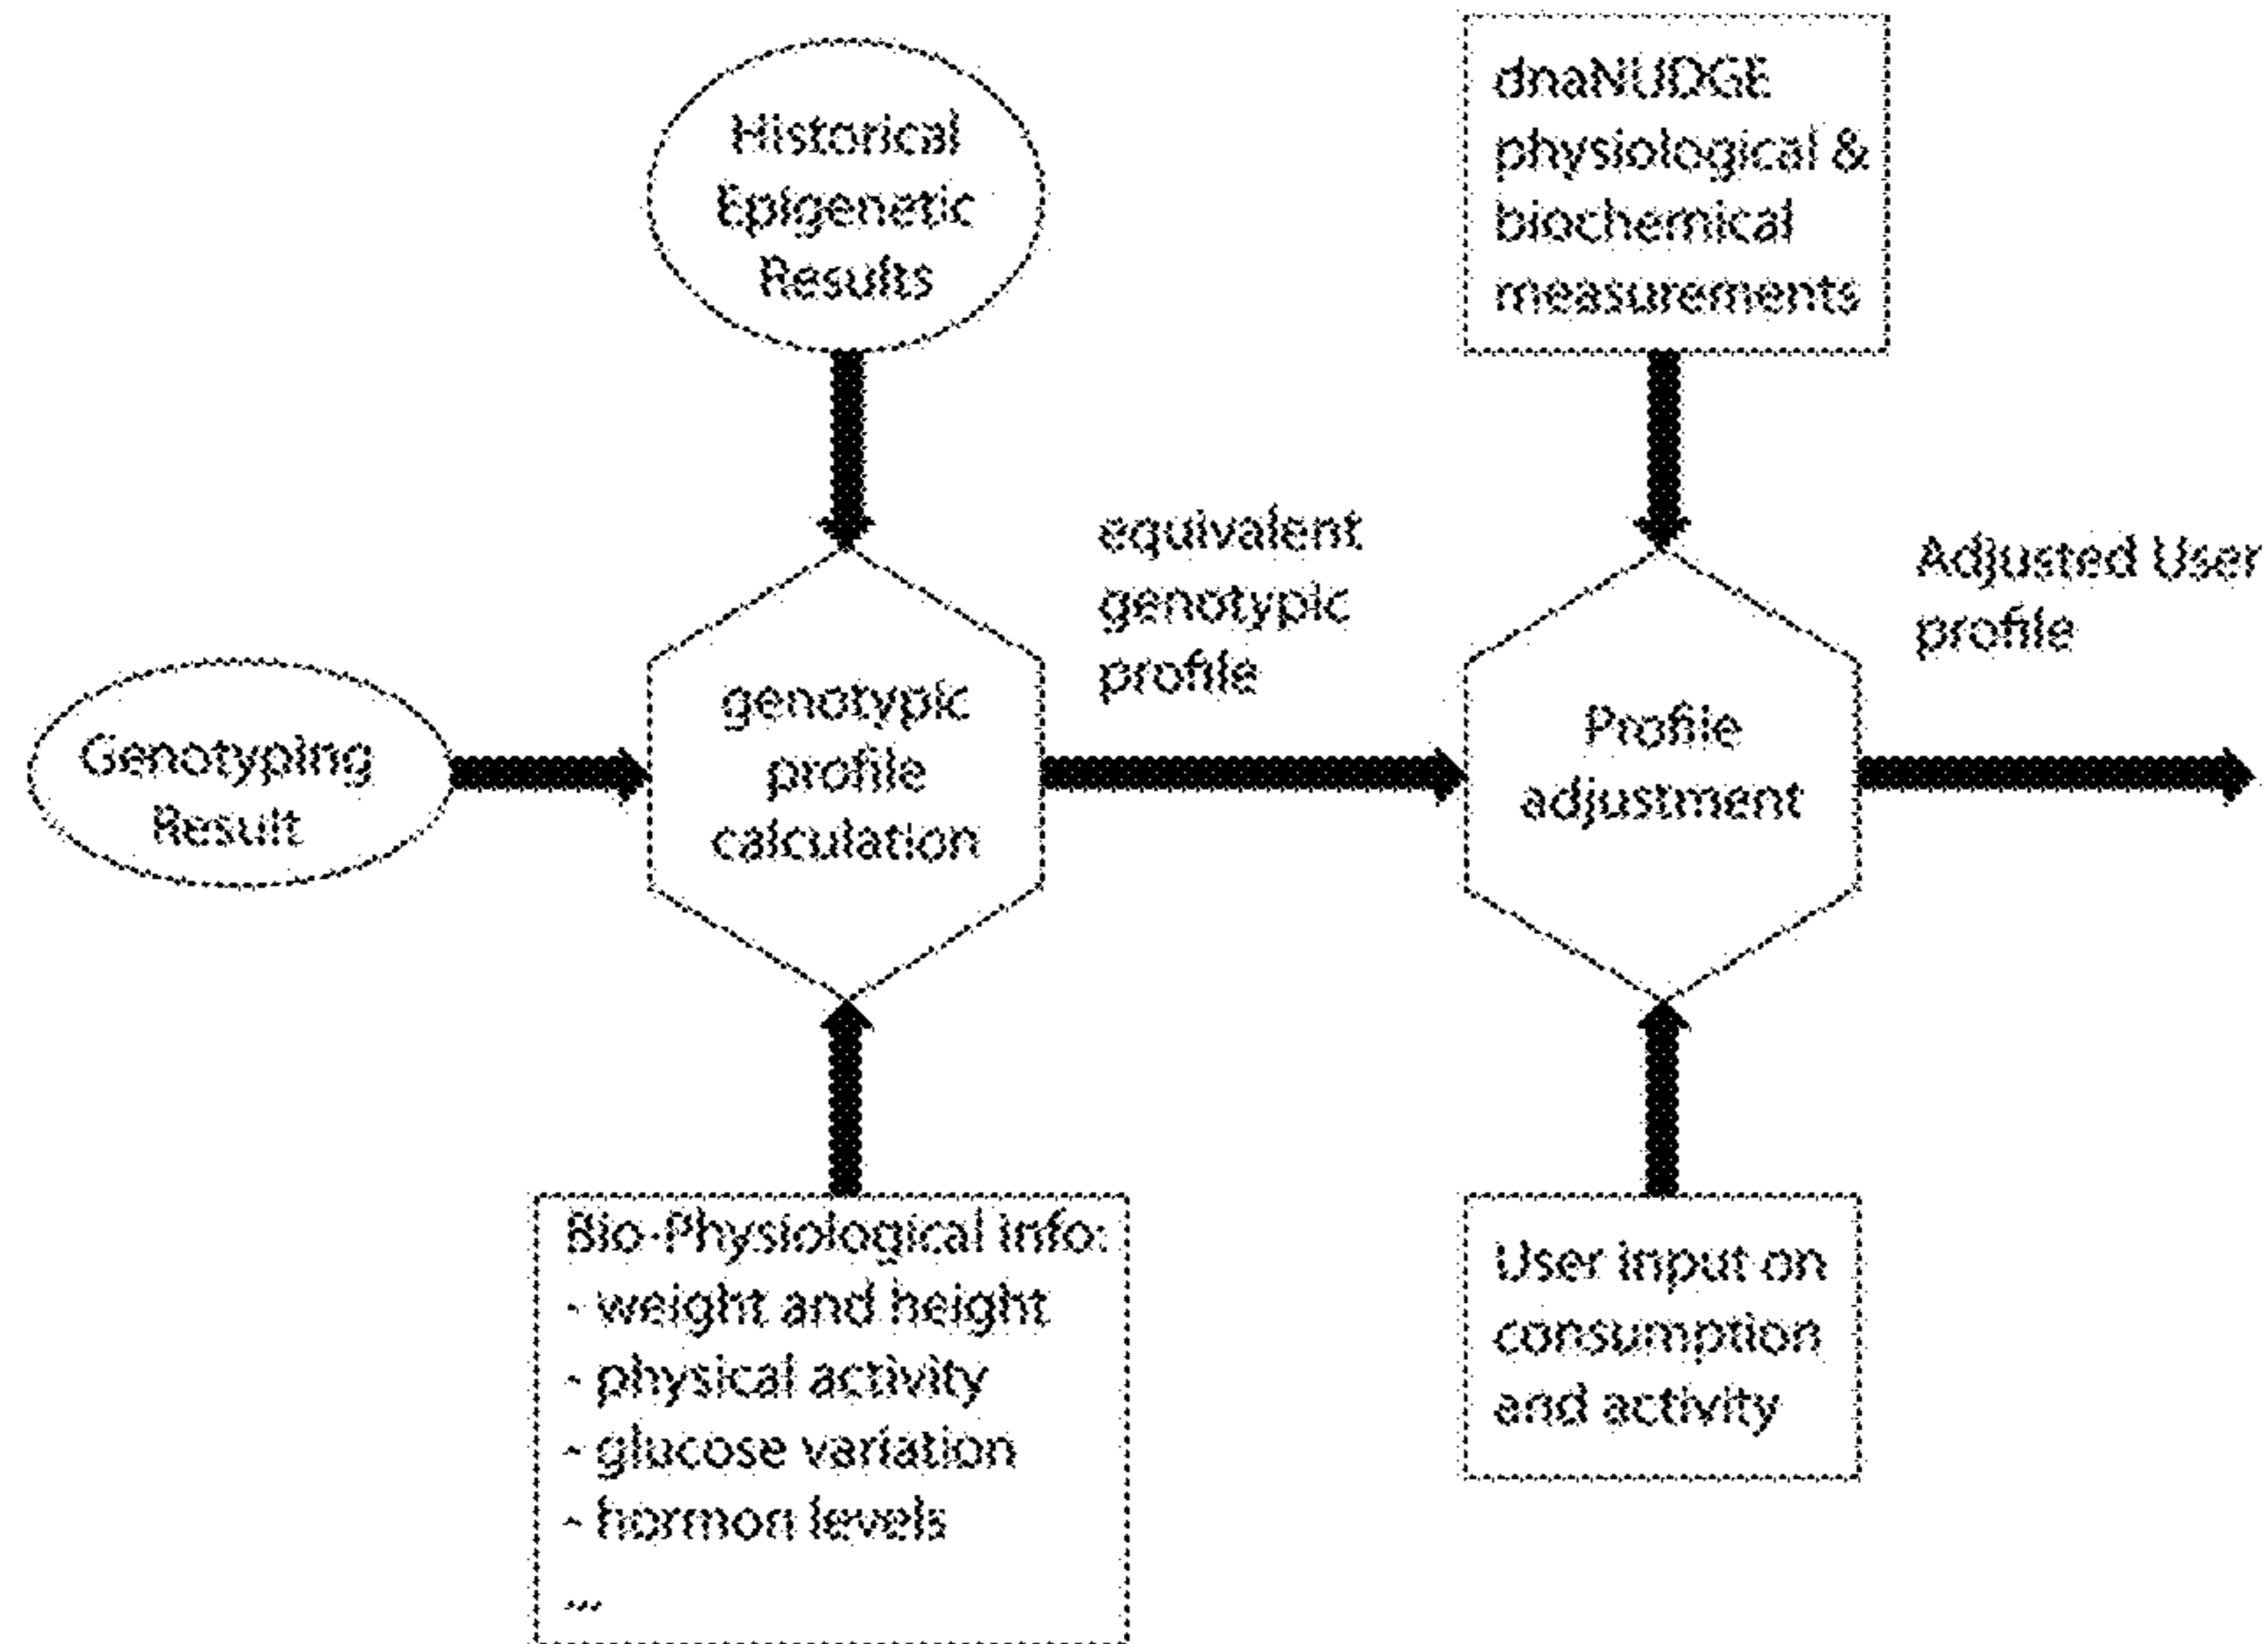 Historical
Epigenetic
Results
dnaNUDGE
physiological &
biochemical
measurements
equivalent
genotypic
profile
Adjusted User
profile
Genotyping
Result
genotypic
profile
calculation
Profile
adjustment
Bio-Physiological info:
- weight and height
- physical activity
- glucose variation
- hormon levels
...
User input on
consumption
and activity